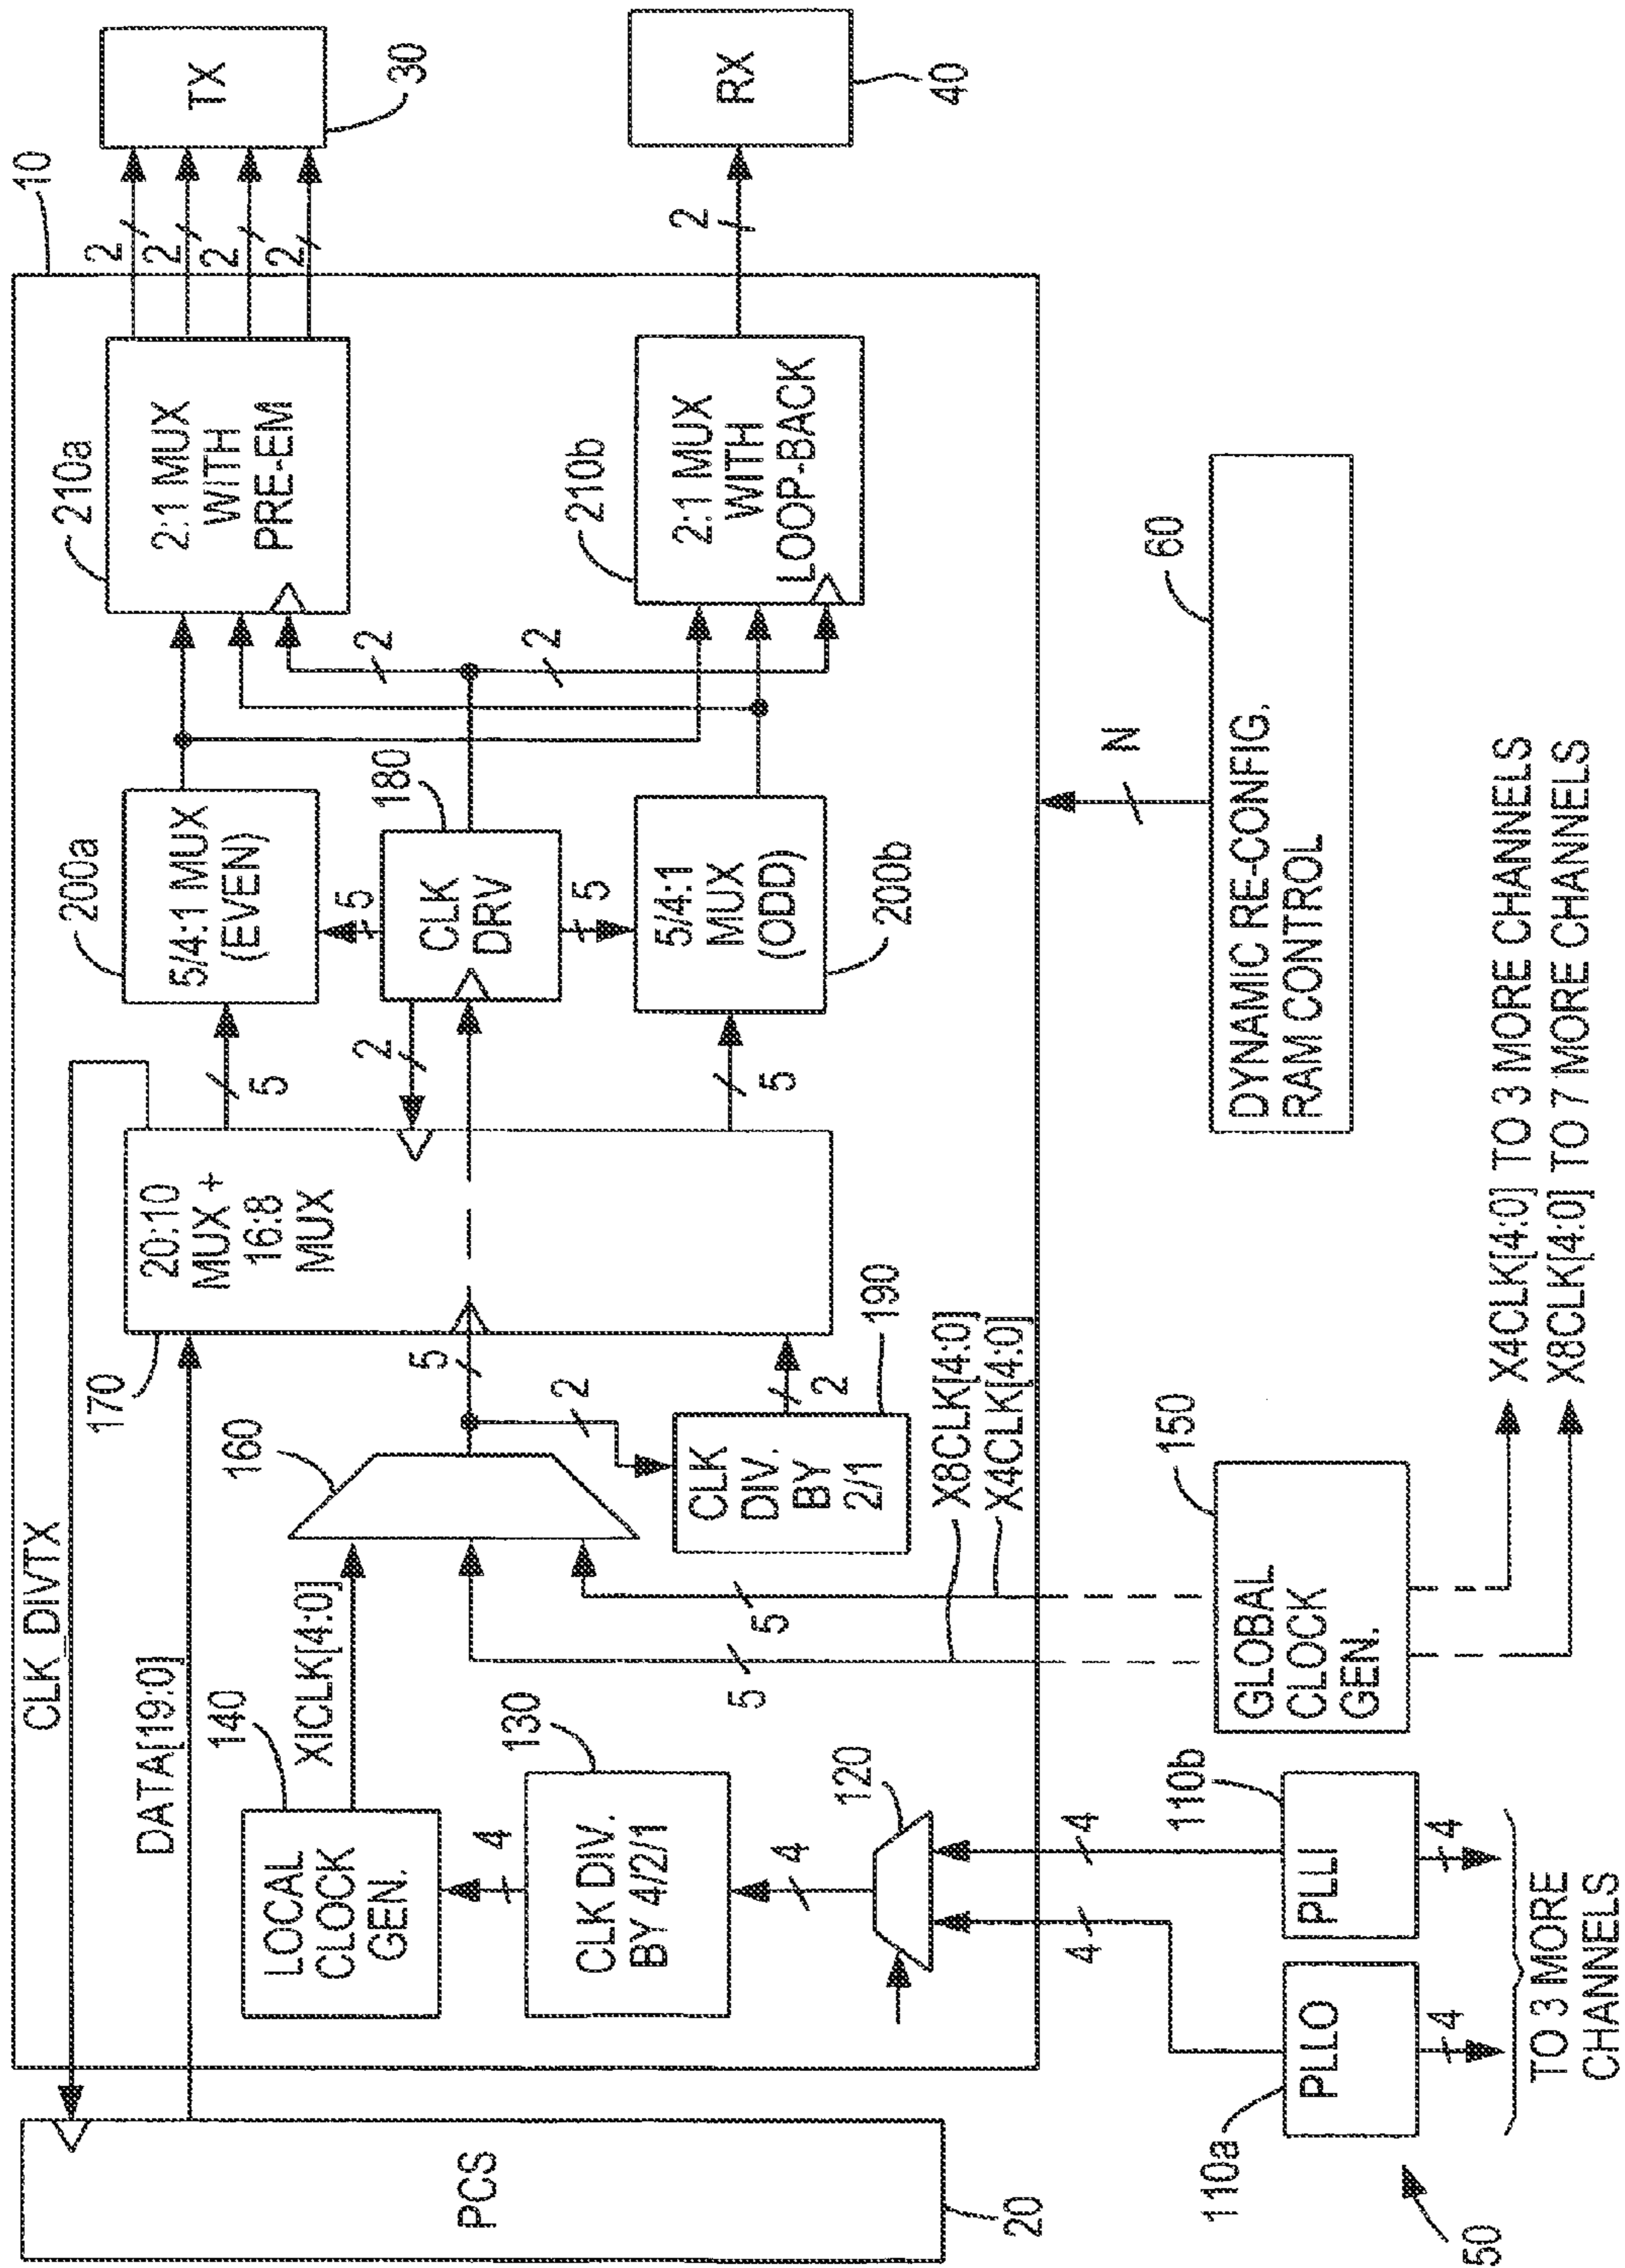 10
TX
30
RX
40
2
2
2
2
2
210a
2:1 MUX
WITH
PRE-EM
210b
2:1 MUX
WITH
LOOP-BACK
2
2
200a
5/4:1 MUX
(EVEN)
180
CLK
DRV
5
5
200b
5/4:1
MUX
(ODD)
2
5
5
20:10
MUX +
16:8
MUX
170
5
160
2
CLK
DIV.
BY
2/1
190
2
CLK_DIVTX
DATA[19:0]
XICLK[4:0]
X8CLK[4:0]
X4CLK[4:0]
5
5
140
LOCAL
CLOCK
GEN.
4
130
CLK DIV.
BY 4/2/1
4
120
4
4
PCS
20
PLLO
110a
4
PLLI
110b
4
TO 3 MORE
CHANNELS
50
150
GLOBAL
CLOCK
GEN.
X4CLK[4:0] TO 3 MORE CHANNELS
X8CLK[4:0] TO 7 MORE CHANNELS
N
60
DYNAMIC RE-CONFIG.
RAM CONTROL